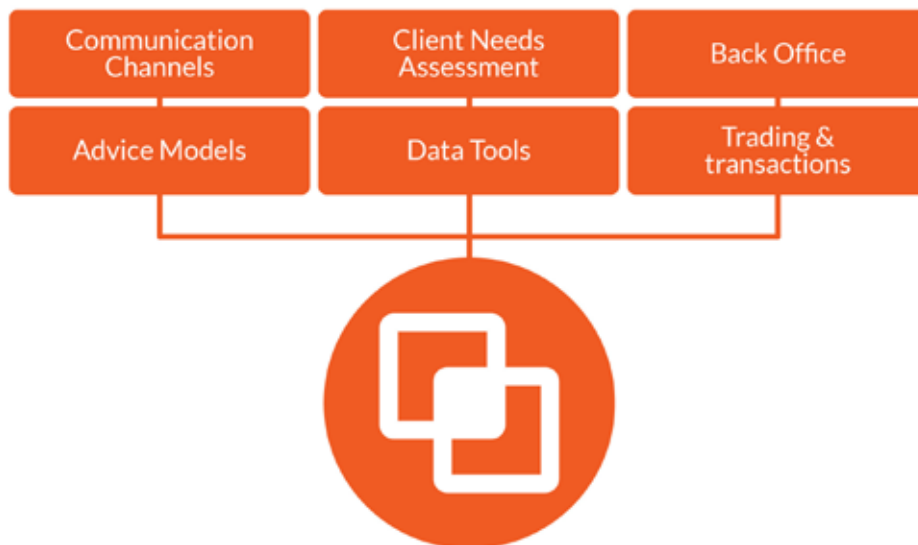 Communication
Channels
Client Needs
Assessment
Back Office
Advice Models
Data Tools
Trading &
transactions